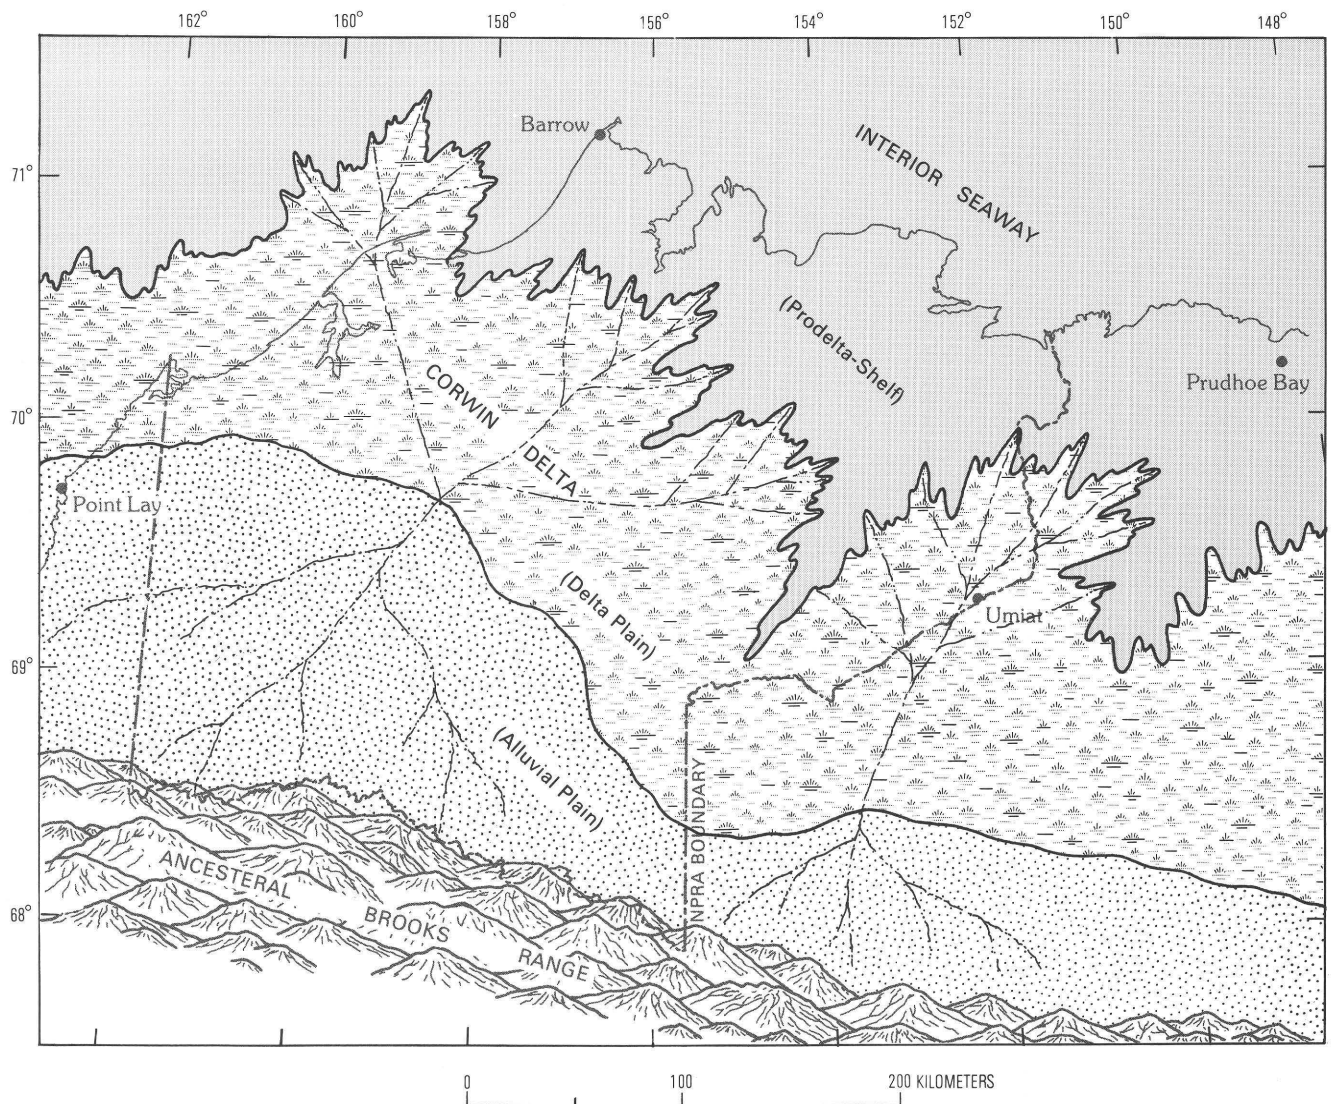 162° 160° 158° 156° 154° 152° 150° 148°
Barrow
INTERIOR SEAWAY
71°
(Prodelta-Shelf)
Prudhoe Bay
CORWIN
70°
DELTA
Point Lay
(Delta Plain)
Umiat
69°
(Alluvial Plain)
NPRA BOUNDARY
ANCESTERAL
BROOKS
68°
RANGE
0 100 200 KILOMETERS